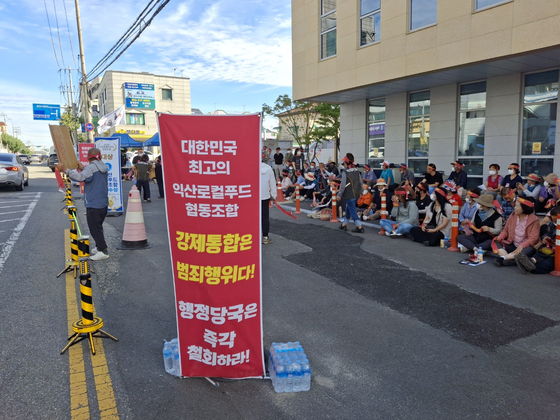 대한민국
최고의
익산로컬푸드
협동조합
강제통합은
범죄행위다!
행정당국은
즉각
철회하라!